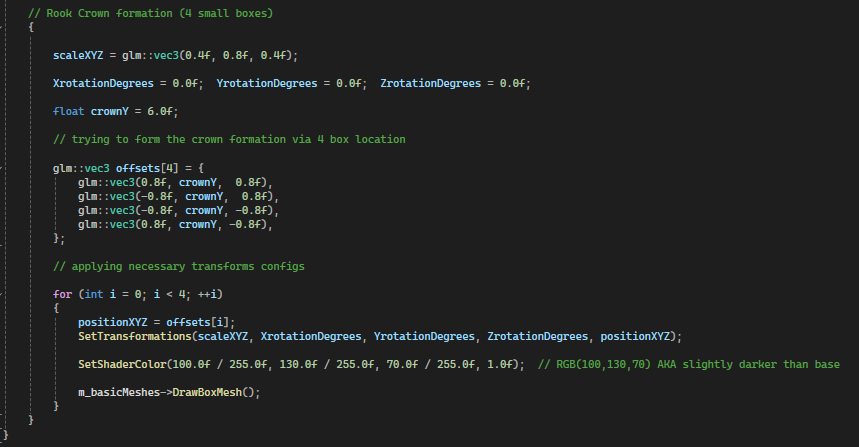 // Rook Crown formation (4 small boxes)
{
scaleXYZ = glm::vec3(0.4f, 0.8f, 0.4f);
XrotationDegrees = 0.0f;  YrotationDegrees = 0.0f;  ZrotationDegrees = 0.0f;
float crownY = 6.0f;
// trying to form the crown formation via 4 box location
glm::vec3 offsets[4] = {
glm::vec3(0.8f, crownY,  0.8f),
glm::vec3(-0.8f, crownY,  0.8f),
glm::vec3(-0.8f, crownY, -0.8f),
glm::vec3(0.8f, crownY, -0.8f),
};
// applying necessary transforms configs
for (int i = 0; i < 4; ++i)
{
positionXYZ = offsets[i];
SetTransformations(scaleXYZ, XrotationDegrees, YrotationDegrees, ZrotationDegrees, positionXYZ);
SetShaderColor(100.0f / 255.0f, 130.0f / 255.0f, 70.0f / 255.0f, 1.0f);  // RGB(100,130,70) AKA slightly darker than base
m_basicMeshes->DrawBoxMesh();
}
}
}